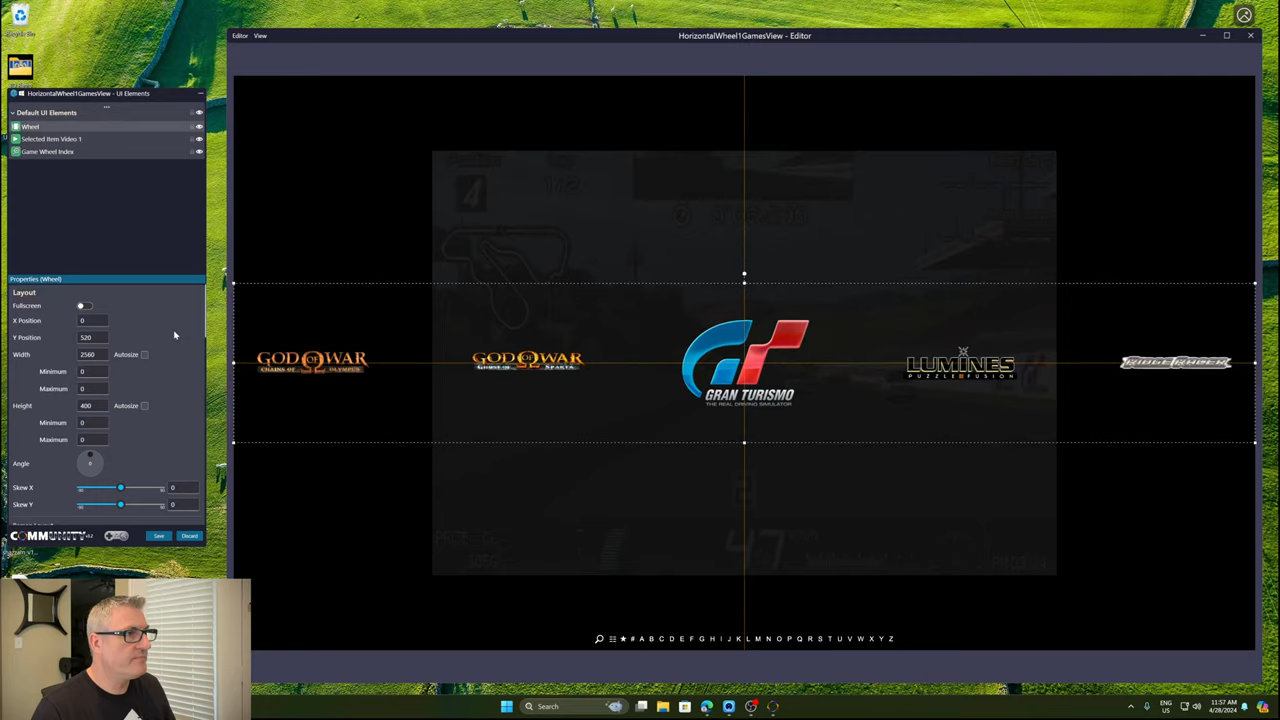 Editor View
HorizontalWheel1GamesView - Editor
HorizontalWheel1GamesView - UI Elements
Default UI Elements
Wheel
Selected Item Video 1
Game Wheel Index
Properties (Wheel)
Layout
Fullscreen
X Position 0
Y Position 520
Width 2560 Autosize
Minimum 0
Maximum 0
Height 400 Autosize
Minimum 0
Maximum 0
Angle 0
Skew X 0
Skew Y 0
COMMUNITY
Save Discard
GOD OF WAR
CHAINS OF OLYMPUS
GOD OF WAR
GHOST OF SPARTA
GRAN TURISMO
THE REAL DRIVING SIMULATOR
LUMINES
PUZZLE FUSION
RIDGE RACER
# A B C D E F G H I J K L M N O P Q R S T U V W X Y Z
Search
ENG
US
11:57 AM
4/28/2024